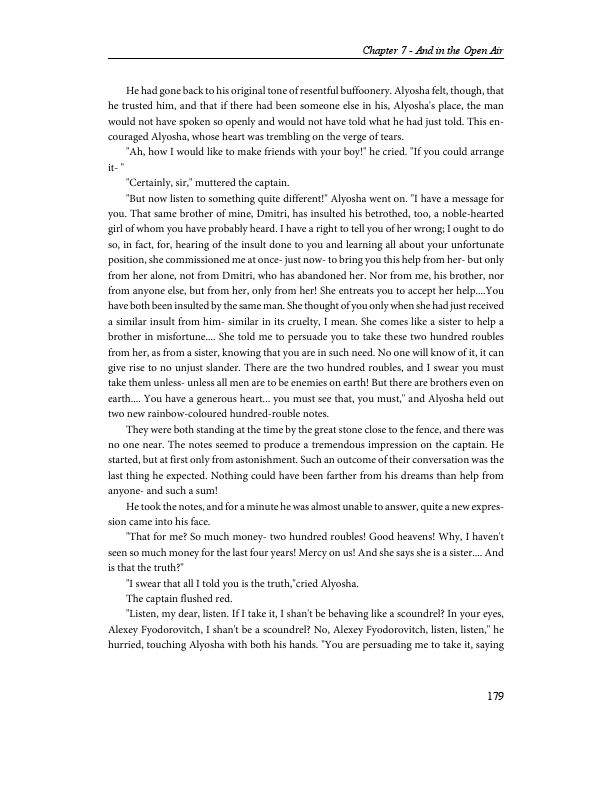 Chapter 7 - And in the Open Air
He had gone back to his original tone of resentful buffoonery. Alyosha felt, though, that
he trusted him, and that if there had been someone else in his, Alyosha's place, the man
would not have spoken so openly and would not have told what he had just told. This en-
couraged Alyosha, whose heart was trembling on the verge of tears.
"Ah, how I would like to make friends with your boy!" he cried. "If you could arrange
it- "
"Certainly, sir," muttered the captain.
"But now listen to something quite different!" Alyosha went on. "I have a message for
you. That same brother of mine, Dmitri, has insulted his betrothed, too, a noble-hearted
girl of whom you have probably heard. I have a right to tell you of her wrong; I ought to do
so, in fact, for, hearing of the insult done to you and learning all about your unfortunate
position, she commissioned me at once- just now- to bring you this help from her- but only
from her alone, not from Dmitri, who has abandoned her. Nor from me, his brother, nor
from anyone else, but from her, only from her! She entreats you to accept her help....You
have both been insulted by the same man. She thought of you only when she had just received
a similar insult from him- similar in its cruelty, I mean. She comes like a sister to help a
brother in misfortune.... She told me to persuade you to take these two hundred roubles
from her, as from a sister, knowing that you are in such need. No one will know of it, it can
give rise to no unjust slander. There are the two hundred roubles, and I swear you must
take them unless- unless all men are to be enemies on earth! But there are brothers even on
earth.... You have a generous heart... you must see that, you must," and Alyosha held out
two new rainbow-coloured hundred-rouble notes.
They were both standing at the time by the great stone close to the fence, and there was
no one near. The notes seemed to produce a tremendous impression on the captain. He
started, but at first only from astonishment. Such an outcome of their conversation was the
last thing he expected. Nothing could have been farther from his dreams than help from
anyone- and such a sum!
He took the notes, and for a minute he was almost unable to answer, quite a new expres-
sion came into his face.
"That for me? So much money- two hundred roubles! Good heavens! Why, I haven't
seen so much money for the last four years! Mercy on us! And she says she is a sister.... And
is that the truth?"
"I swear that all I told you is the truth,"cried Alyosha.
The captain flushed red.
"Listen, my dear, listen. If I take it, I shan't be behaving like a scoundrel? In your eyes,
Alexey Fyodorovitch, I shan't be a scoundrel? No, Alexey Fyodorovitch, listen, listen," he
hurried, touching Alyosha with both his hands. "You are persuading me to take it, saying
179